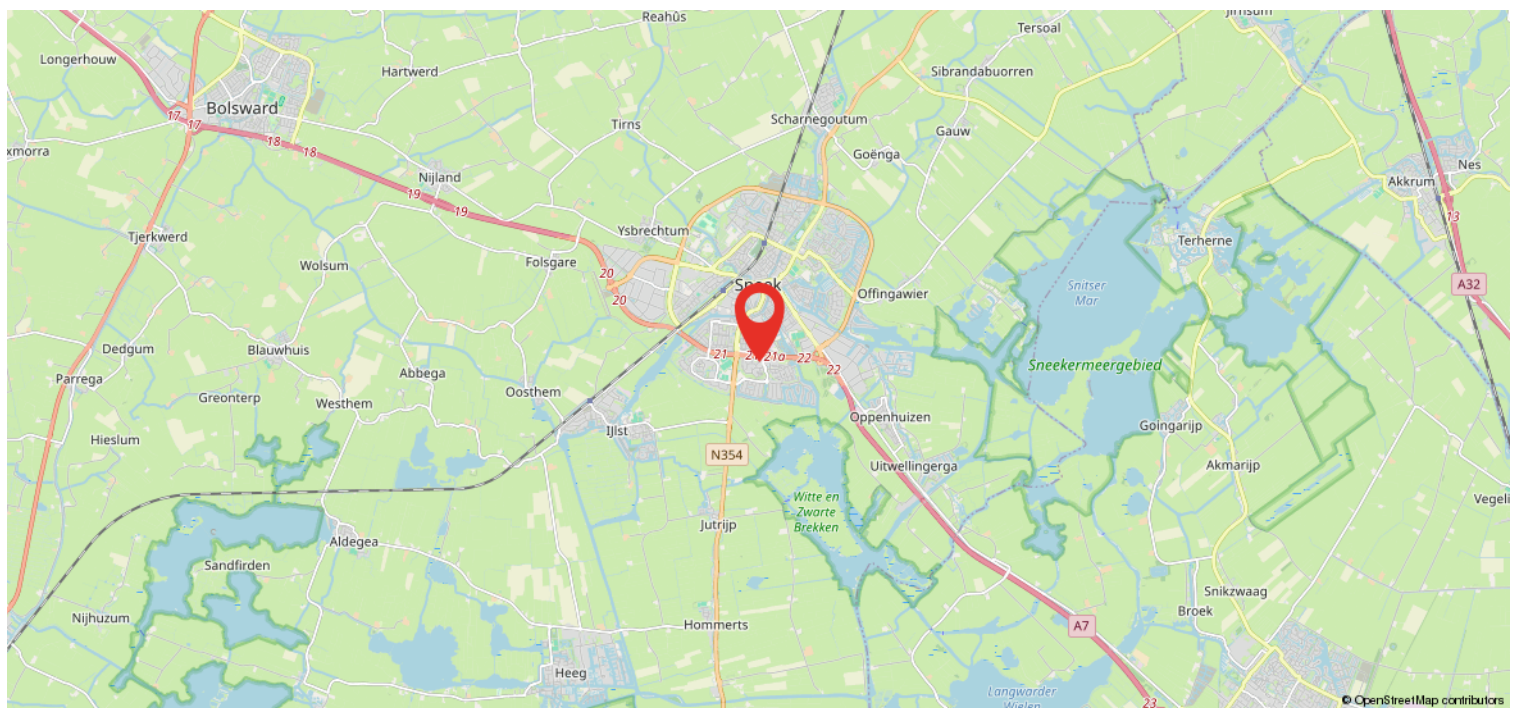 Reahûs
Jirnsum
Tersoal
Longerhouw
Hartwerd
Sibrandabuorren
Bolsward
17
17
Scharnegoutum
Tirns
Gauw
18
18
xmorra
Goënga
Nes
Nijland
Akkrum
19
19
13
Ysbrechtum
Tjerkwerd
Terherne
Wolsum
Folsgare
20
20
A32
Snitser
Mar
Offingawier
Dedgum
Blauwhuis
21
21a
22
22
Abbega
Sneekermeergebied
Parrega
Greonterp
Westhem
Oosthem
Oppenhuizen
IJlst
Goingarijp
Hieslum
N354
Uitwellingerga
Akmarijp
Vegeli
Witte en
Zwarte
Brekken
Jutrijp
Aldegea
Sandfirden
Snikzwaag
Broek
Nijhuzum
Hommerts
A7
Heeg
Langwarder
Wielen
23
© OpenStreetMap contributors